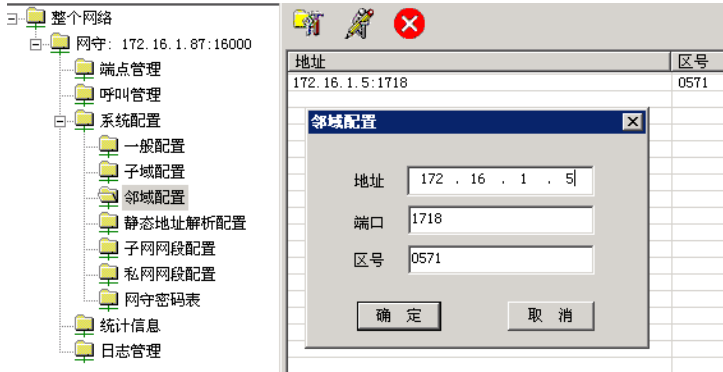 整个网络
网守: 172.16.1.87:16000
端点管理
呼叫管理
系统配置
一般配置
子域配置
邻域配置
静态地址解析配置
子网网段配置
私网网段配置
网守密码表
统计信息
日志管理
地址 区号
172.16.1.5:1718 0571
邻域配置
地址 172 . 16 . 1 . 5
端口 1718
区号 0571
确 定 取 消